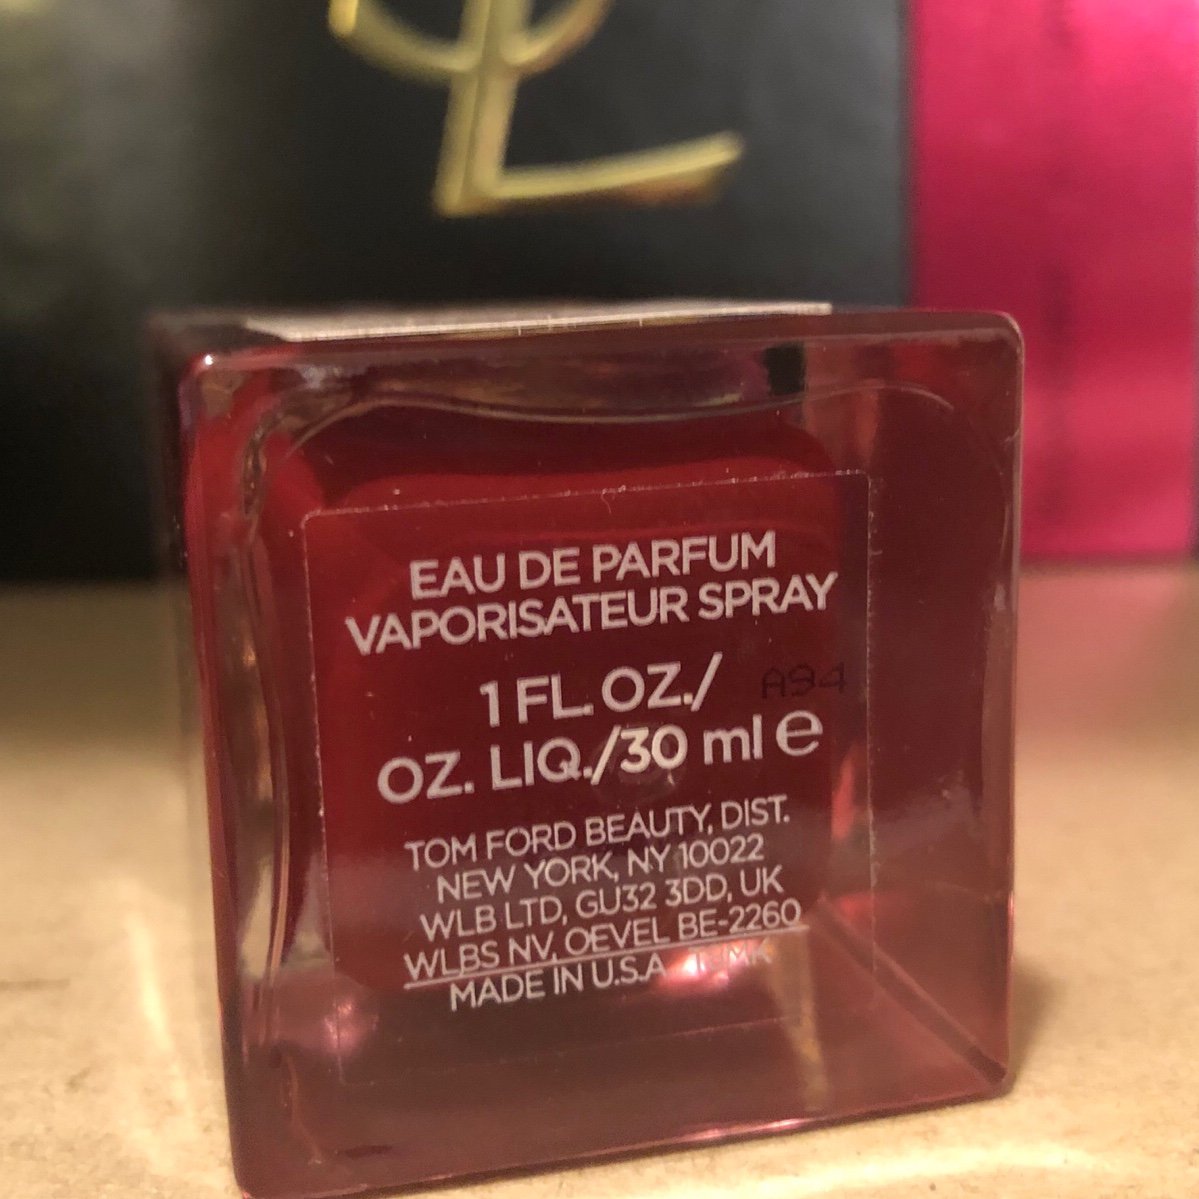 EAU DE PARFUM
VAPORISATEUR SPRAY
1 FL. OZ./
A94
OZ. LIQ./30 ml e
TOM FORD BEAUTY, DIST.
NEW YORK, NY 10022
WLB LTD, GU32 3DD, UK
WLBS NV, OEVEL BE-2260
MADE IN U.S.A